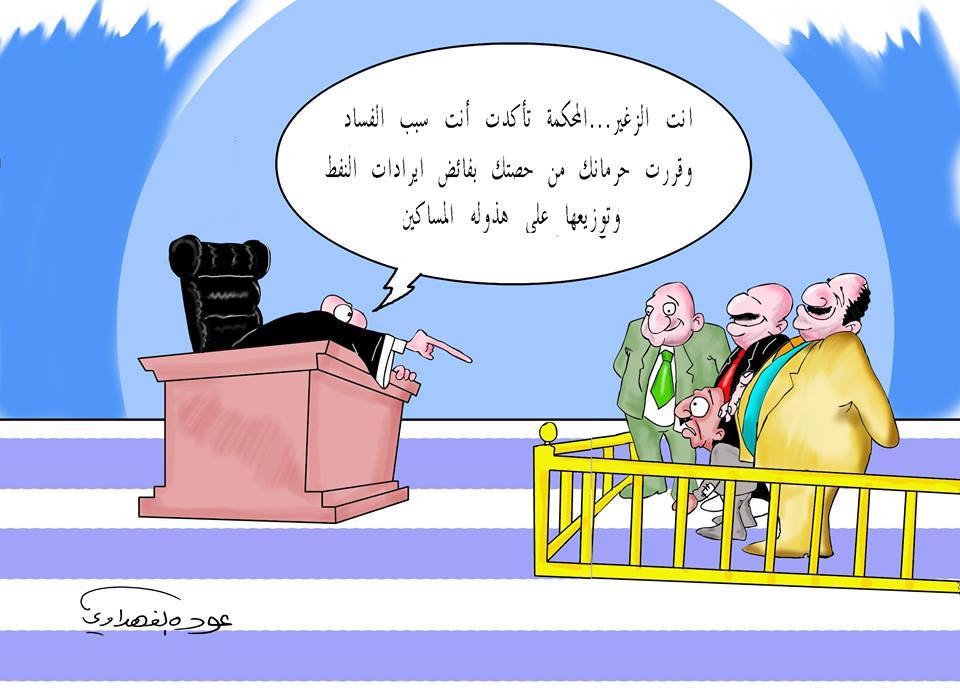 انت الزغير...المحكمة تأكدت أنت سبب الفساد
وقررت حرمانك من حصتك بفائض ايرادات النفط
وتوزيعها على هذوله المساكين
عوده الفهداوي